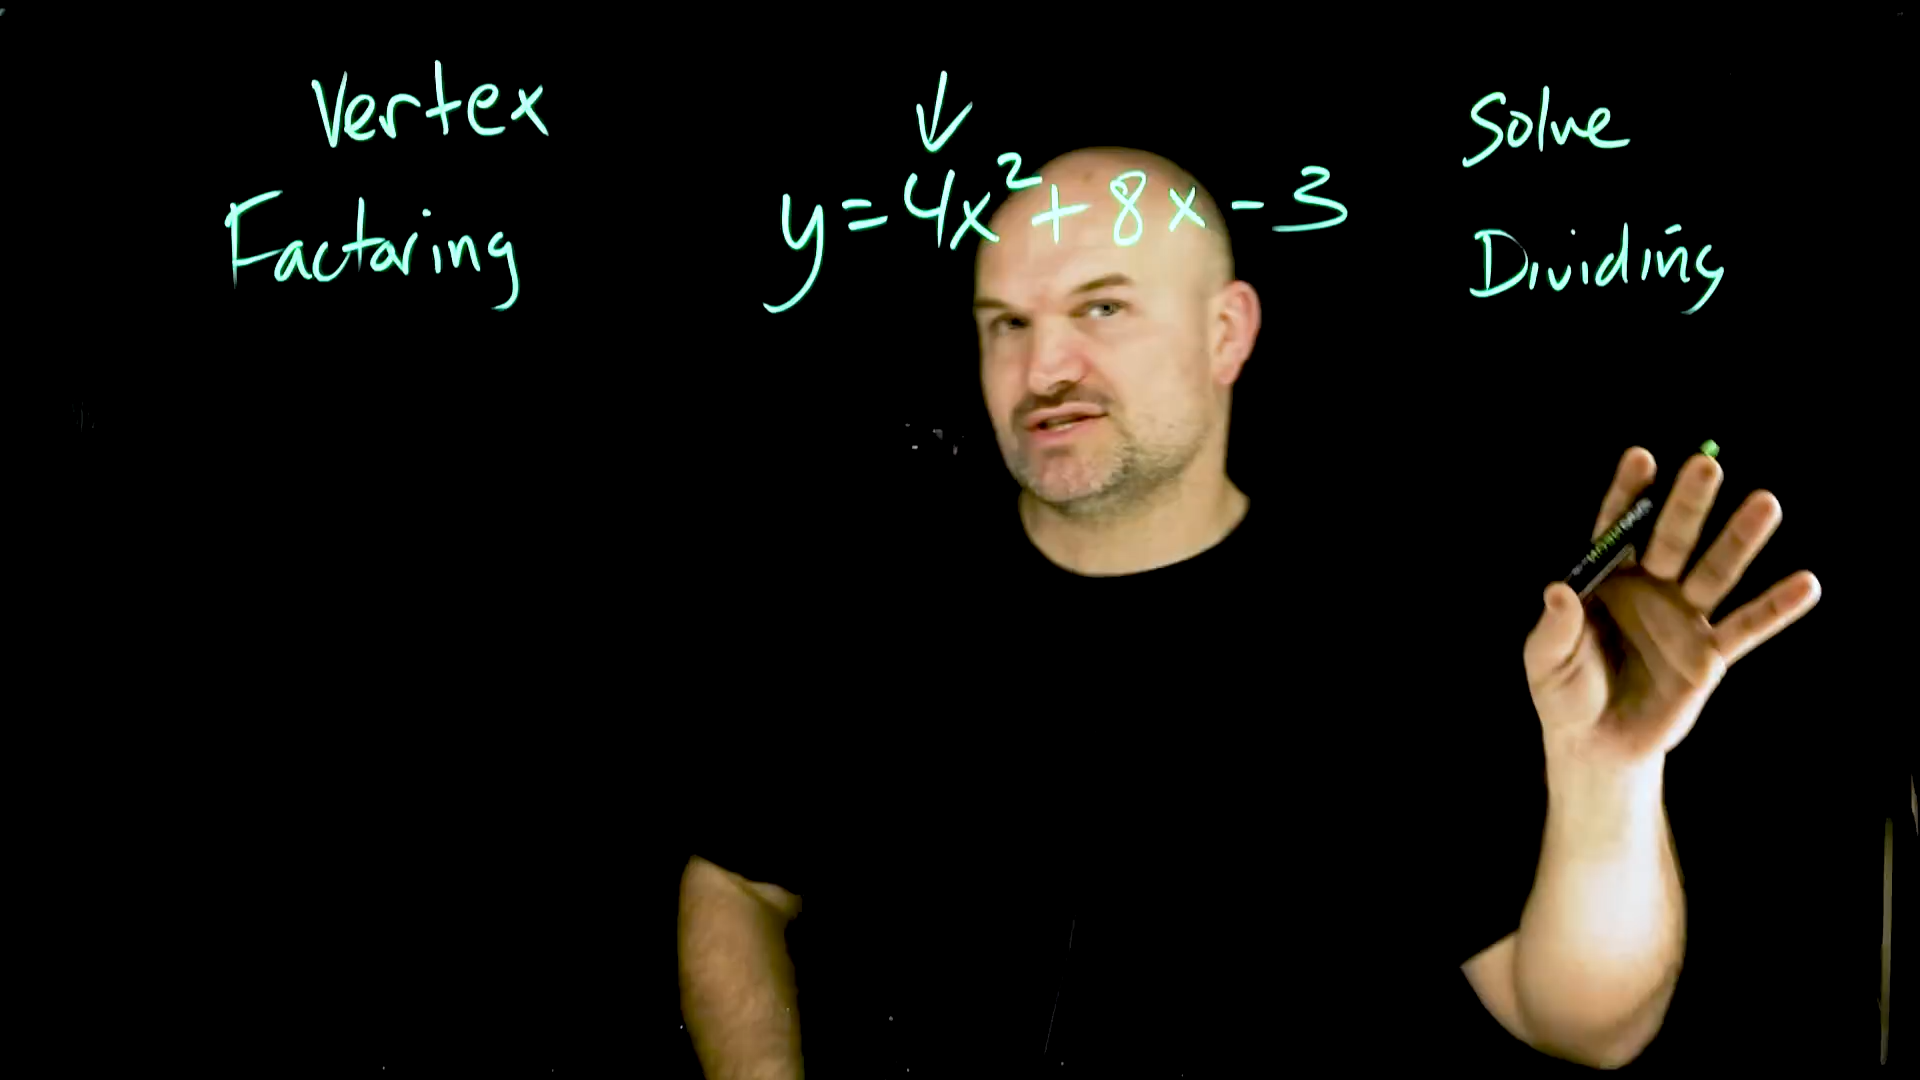 Vertex
Factoring
y=4x²+8x-3
Solve
Dividing